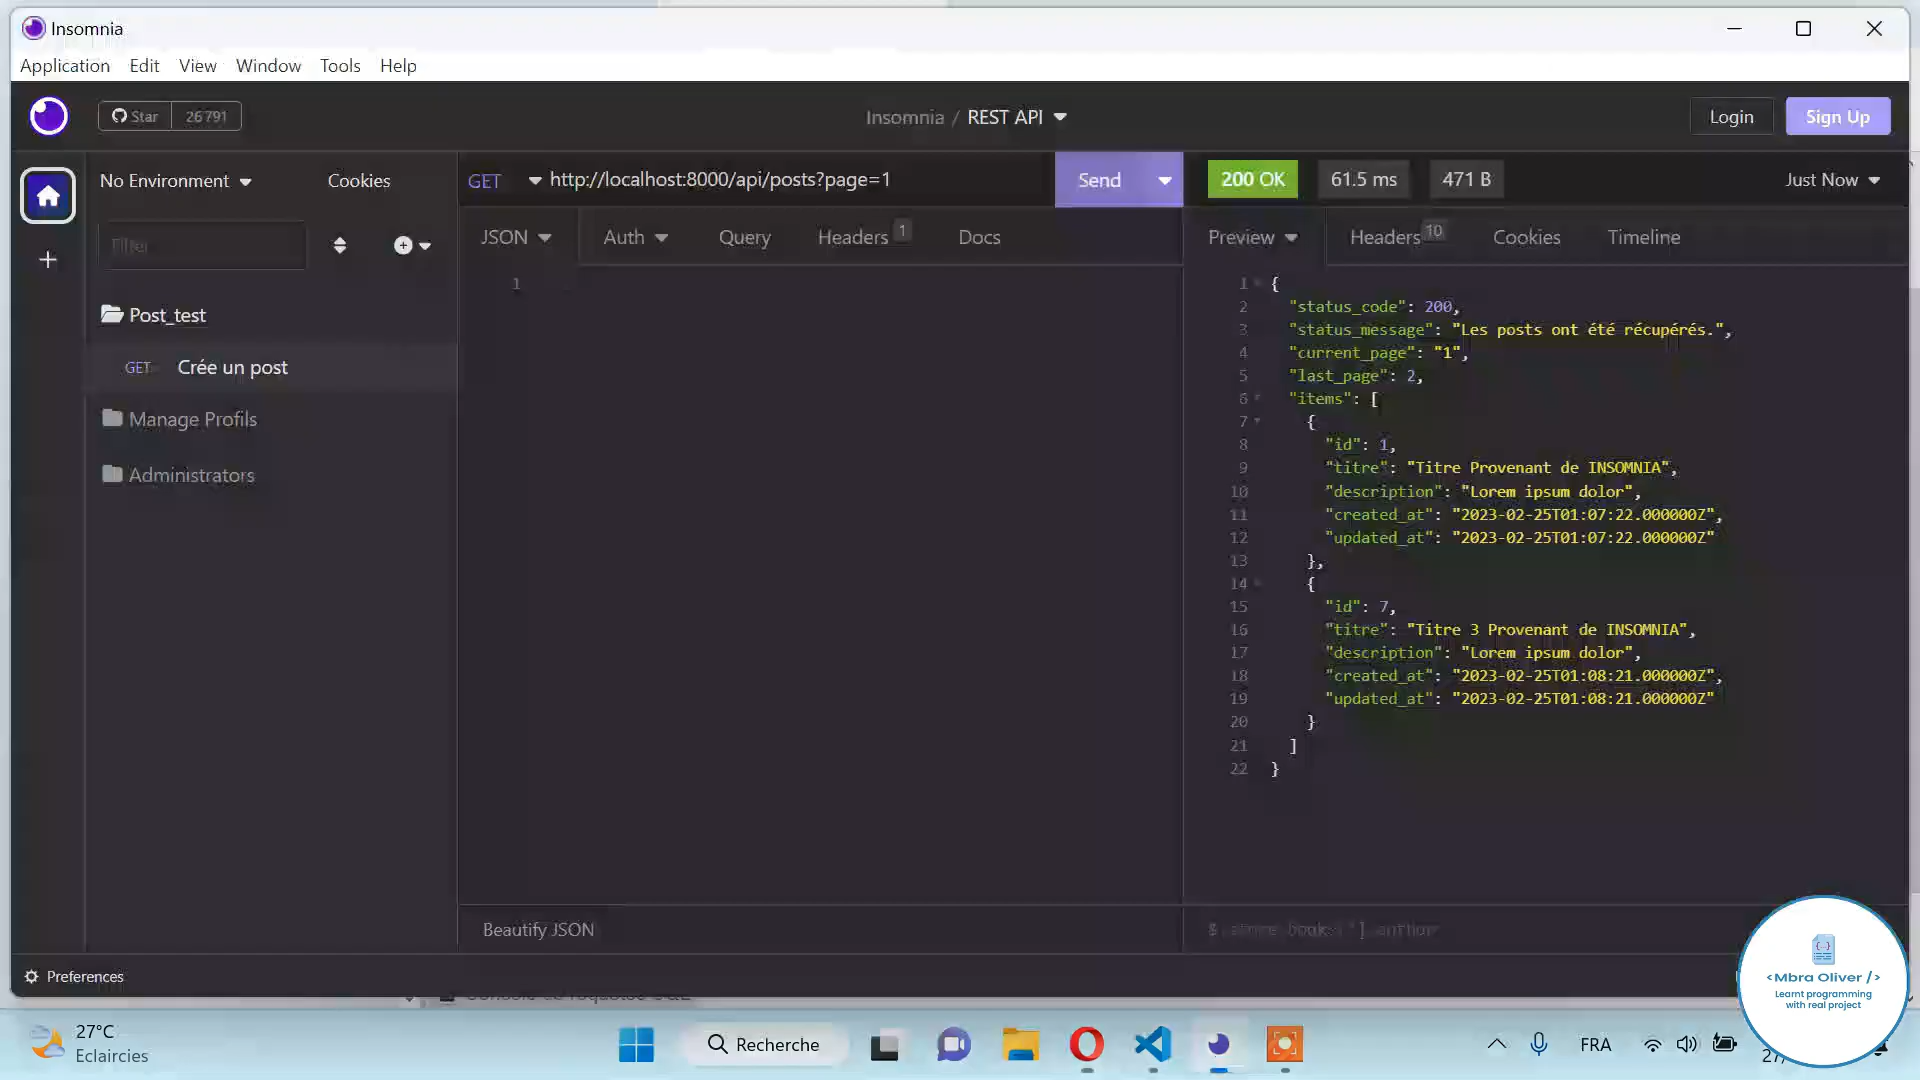 Insomnia
Application Edit View Window Tools Help
Star 26 791
Insomnia / REST API
Login Sign Up
No Environment Cookies
GET http://localhost:8000/api/posts?page=1 Send
200 OK 61.5 ms 471 B Just Now
Filter
JSON Auth Query Headers 1 Docs
Preview Headers 10 Cookies Timeline
Post_test
GET Crée un post
Manage Profils
Administrators
1
1 {
2 "status_code": 200,
3 "status_message": "Les posts ont été récupérés.",
4 "current_page": "1",
5 "last_page": 2,
6 "items": [
7 {
8 "id": 1,
9 "titre": "Titre Provenant de INSOMNIA",
10 "description": "Lorem ipsum dolor",
11 "created_at": "2023-02-25T01:07:22.000000Z",
12 "updated_at": "2023-02-25T01:07:22.000000Z"
13 },
14 {
15 "id": 7,
16 "titre": "Titre 3 Provenant de INSOMNIA",
17 "description": "Lorem ipsum dolor",
18 "created_at": "2023-02-25T01:08:21.000000Z",
19 "updated_at": "2023-02-25T01:08:21.000000Z"
20 }
21 ]
22 }
Beautify JSON
Preferences
<Mbra Oliver />
Learnt programming
with real project
27°C
Eclaircies
Recherche
FRA